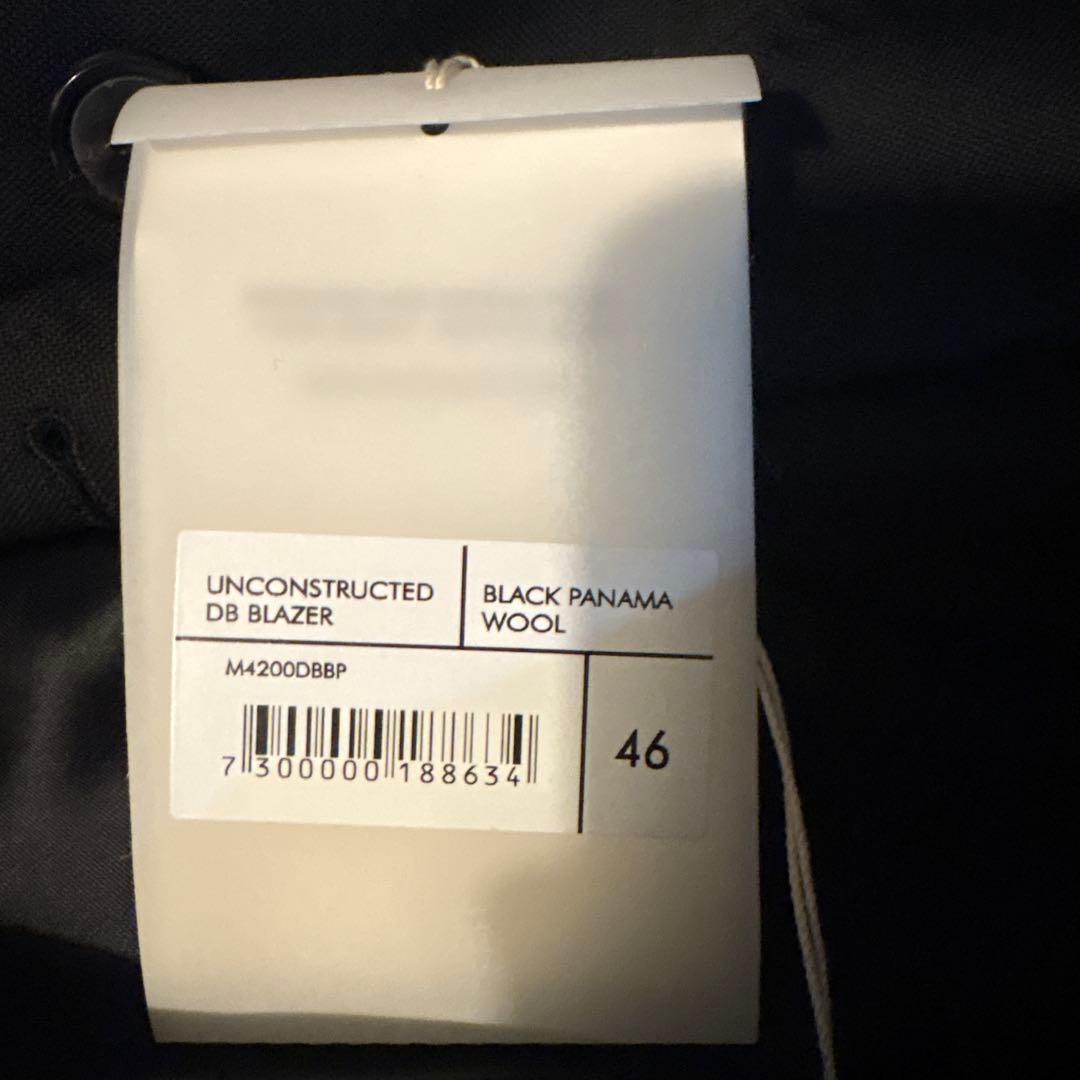 UNCONSTRUCTED
DB BLAZER
BLACK PANAMA
WOOL
M4200DBBP
7 300000 188634
46